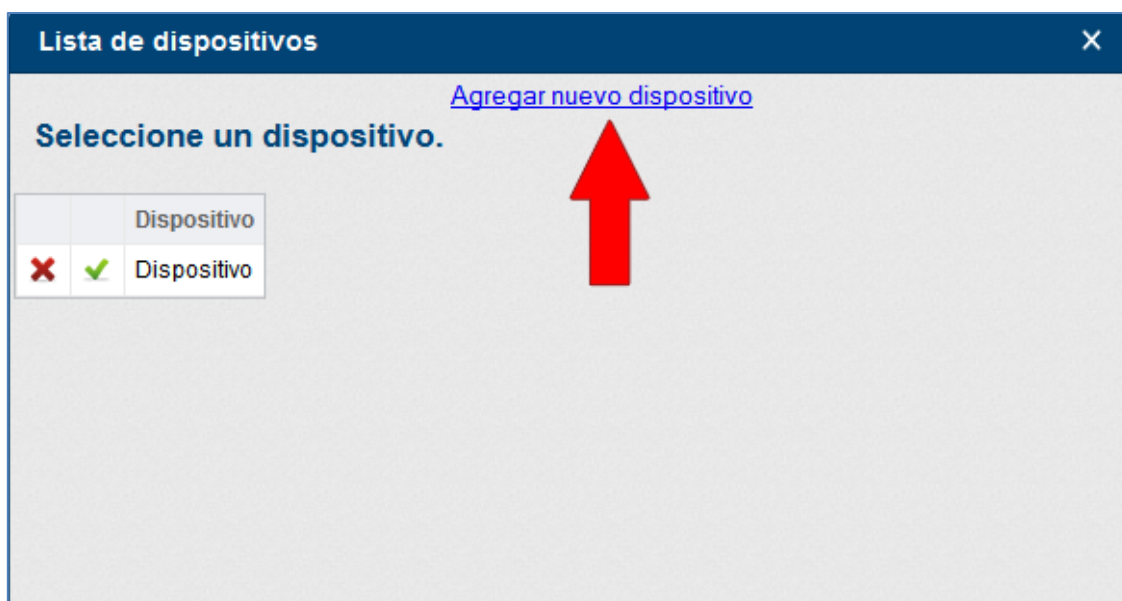 Lista de dispositivos
Agregar nuevo dispositivo
Seleccione un dispositivo.
Dispositivo
Dispositivo